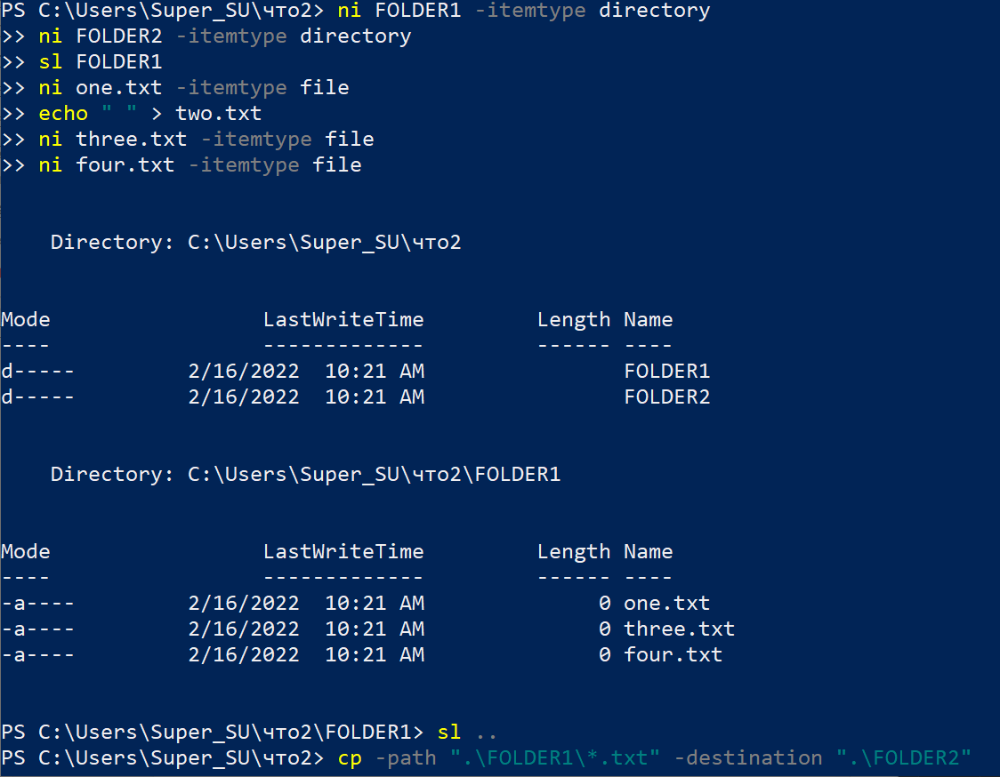 PS C:\Users\Super_SU\что2> ni FOLDER1 -itemtype directory
>> ni FOLDER2 -itemtype directory
>> sl FOLDER1
>> ni one.txt -itemtype file
>> echo " " > two.txt
>> ni three.txt -itemtype file
>> ni four.txt -itemtype file
Directory: C:\Users\Super_SU\что2
Mode LastWriteTime Length Name
---- ------------- ------ ----
d----- 2/16/2022 10:21 AM FOLDER1
d----- 2/16/2022 10:21 AM FOLDER2
Directory: C:\Users\Super_SU\что2\FOLDER1
Mode LastWriteTime Length Name
---- ------------- ------ ----
-a---- 2/16/2022 10:21 AM 0 one.txt
-a---- 2/16/2022 10:21 AM 0 three.txt
-a---- 2/16/2022 10:21 AM 0 four.txt
PS C:\Users\Super_SU\что2\FOLDER1> sl ..
PS C:\Users\Super_SU\что2> cp -path ".\FOLDER1\*.txt" -destination ".\FOLDER2"